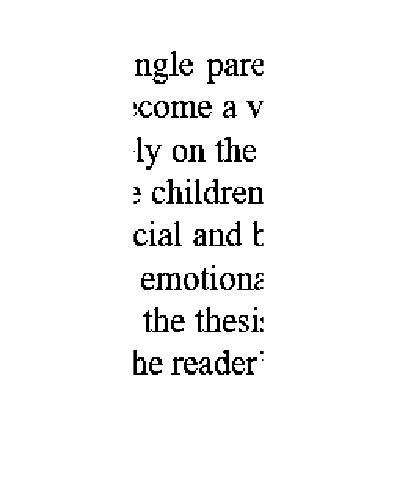 ngle pare
come a v
ly on the
children
cial and b
emotiona
the thesis
he reader'